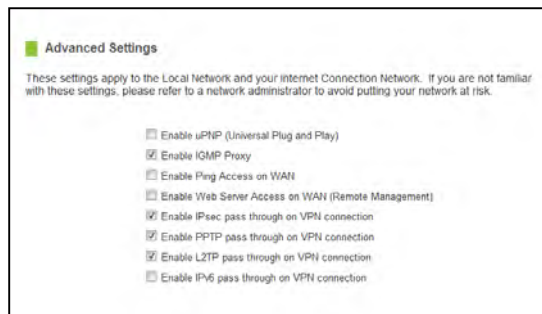 Advanced Settings
These settings apply to the Local Network and your Internet Connection Network. If you are not familiar
with these settings, please refer to a network administrator to avoid putting your network at risk.
Enable uPNP (Universal Plug and Play)
Enable IGMP Proxy
Enable Ping Access on WAN
Enable Web Server Access on WAN (Remote Management)
Enable IPsec pass through on VPN connection
Enable PPTP pass through on VPN connection
Enable L2TP pass through on VPN connection
Enable IPv6 pass through on VPN connection